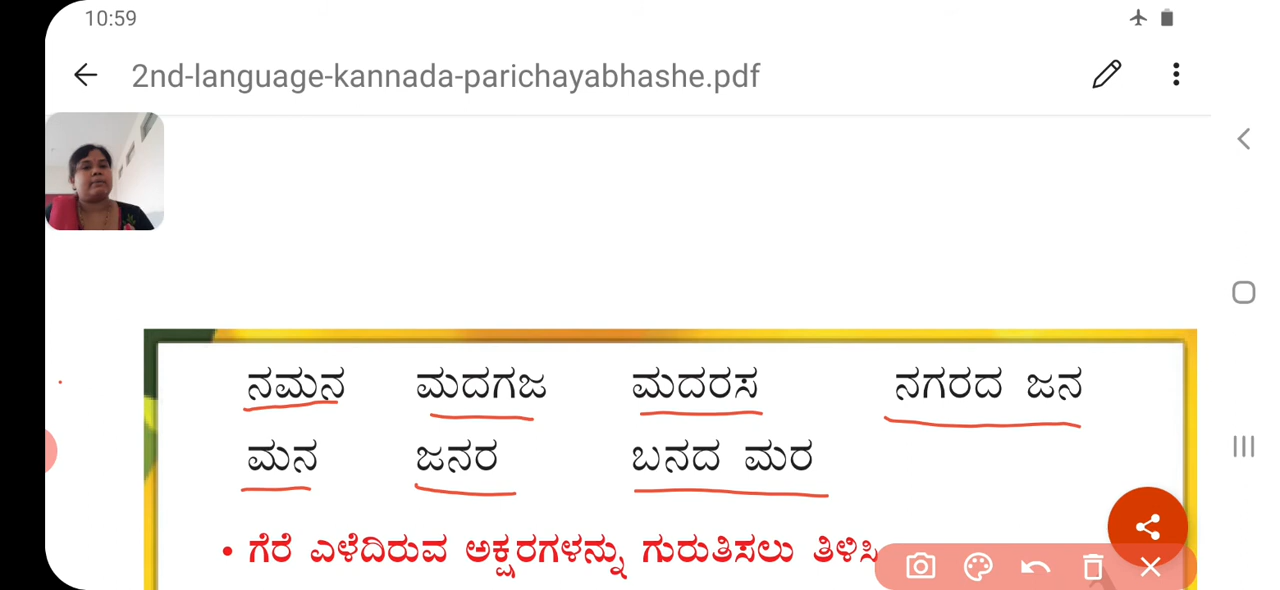 10:59
2nd-language-kannada-parichayabhashe.pdf
ನಮನ ಮದಗಜ ಮದರಸ ನಗರದ ಜನ
ಮನ ಜನರ ಬನದ ಮರ
• ಗೆರೆ ಎಳೆದಿರುವ ಅಕ್ಷರಗಳನ್ನು ಗುರುತಿಸಲು ತಿಳಿಸಿ